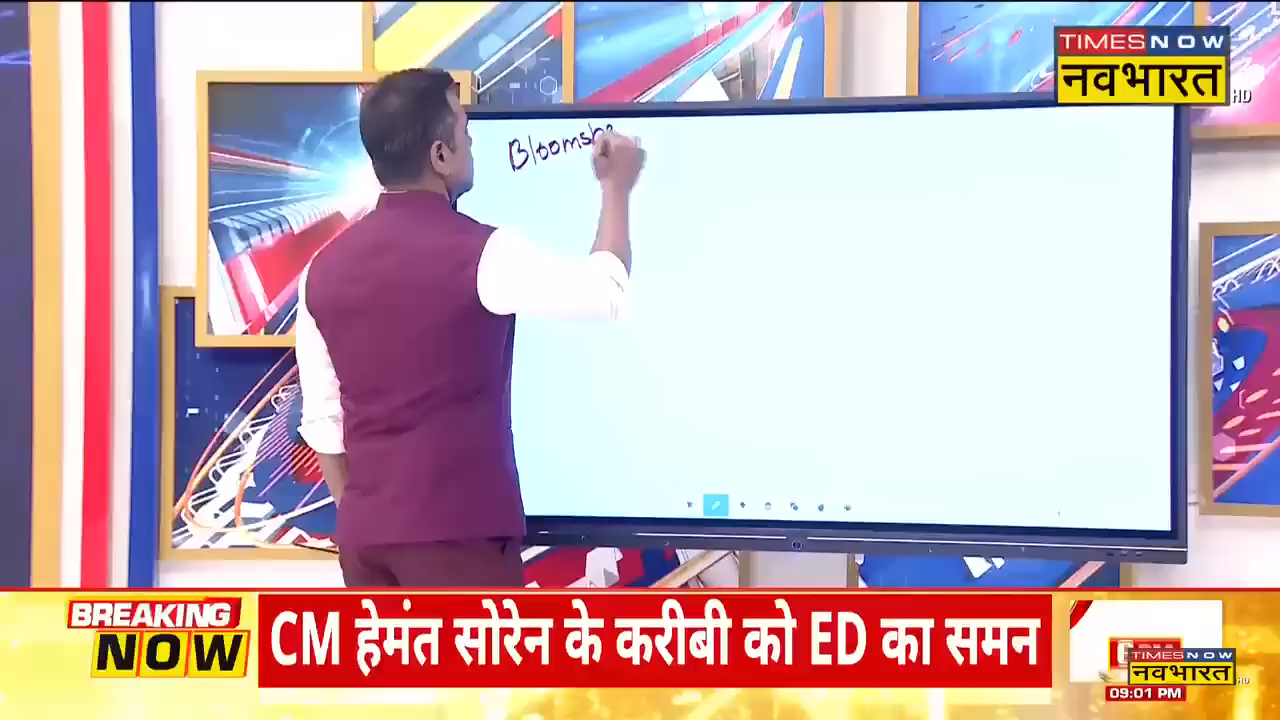 TIMES NOW
नवभारत
HD
Bloomsb
BREAKING
NOW
CM हेमंत सोरेन के करीबी को ED का समन
TIMES NOW
नवभारत
HD
09:01 PM